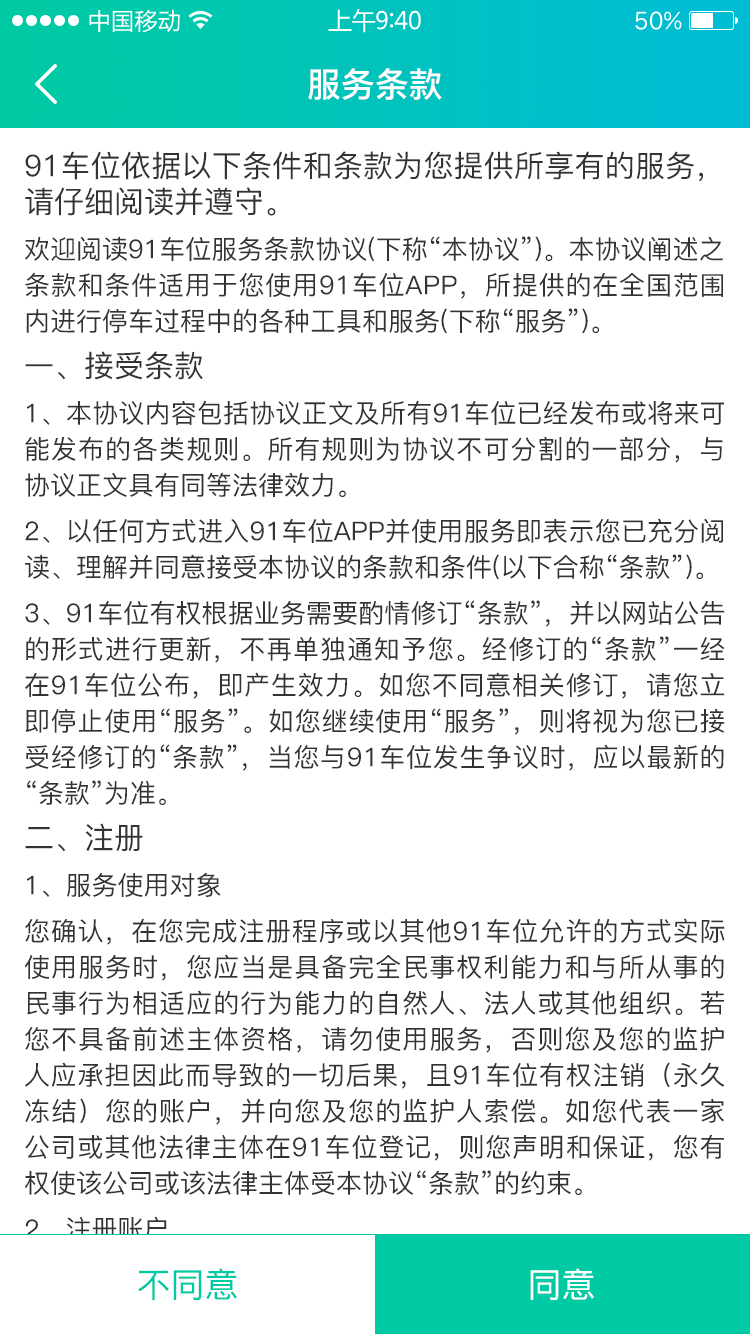 中国移动 上午9:40 50%
服务条款
91车位依据以下条件和条款为您提供所享有的服务，
请仔细阅读并遵守。
欢迎阅读91车位服务条款协议(下称“本协议”)。本协议阐述之
条款和条件适用于您使用91车位APP，所提供的在全国范围
内进行停车过程中的各种工具和服务(下称“服务”)。
一、接受条款
1、本协议内容包括协议正文及所有91车位已经发布或将来可
能发布的各类规则。所有规则为协议不可分割的一部分，与
协议正文具有同等法律效力。
2、以任何方式进入91车位APP并使用服务即表示您已充分阅
读、理解并同意接受本协议的条款和条件(以下合称“条款”)。
3、91车位有权根据业务需要酌情修订“条款”，并以网站公告
的形式进行更新，不再单独通知予您。经修订的“条款”一经
在91车位公布，即产生效力。如您不同意相关修订，请您立
即停止使用“服务”。如您继续使用“服务”，则将视为您已接
受经修订的“条款”，当您与91车位发生争议时，应以最新的
“条款”为准。
二、注册
1、服务使用对象
您确认，在您完成注册程序或以其他91车位允许的方式实际
使用服务时，您应当是具备完全民事权利能力和与所从事的
民事行为相适应的行为能力的自然人、法人或其他组织。若
您不具备前述主体资格，请勿使用服务，否则您及您的监护
人应承担因此而导致的一切后果，且91车位有权注销（永久
冻结）您的账户，并向您及您的监护人索偿。如您代表一家
公司或其他法律主体在91车位登记，则您声明和保证，您有
权使该公司或该法律主体受本协议“条款”的约束。
2、注册账户
不同意 同意